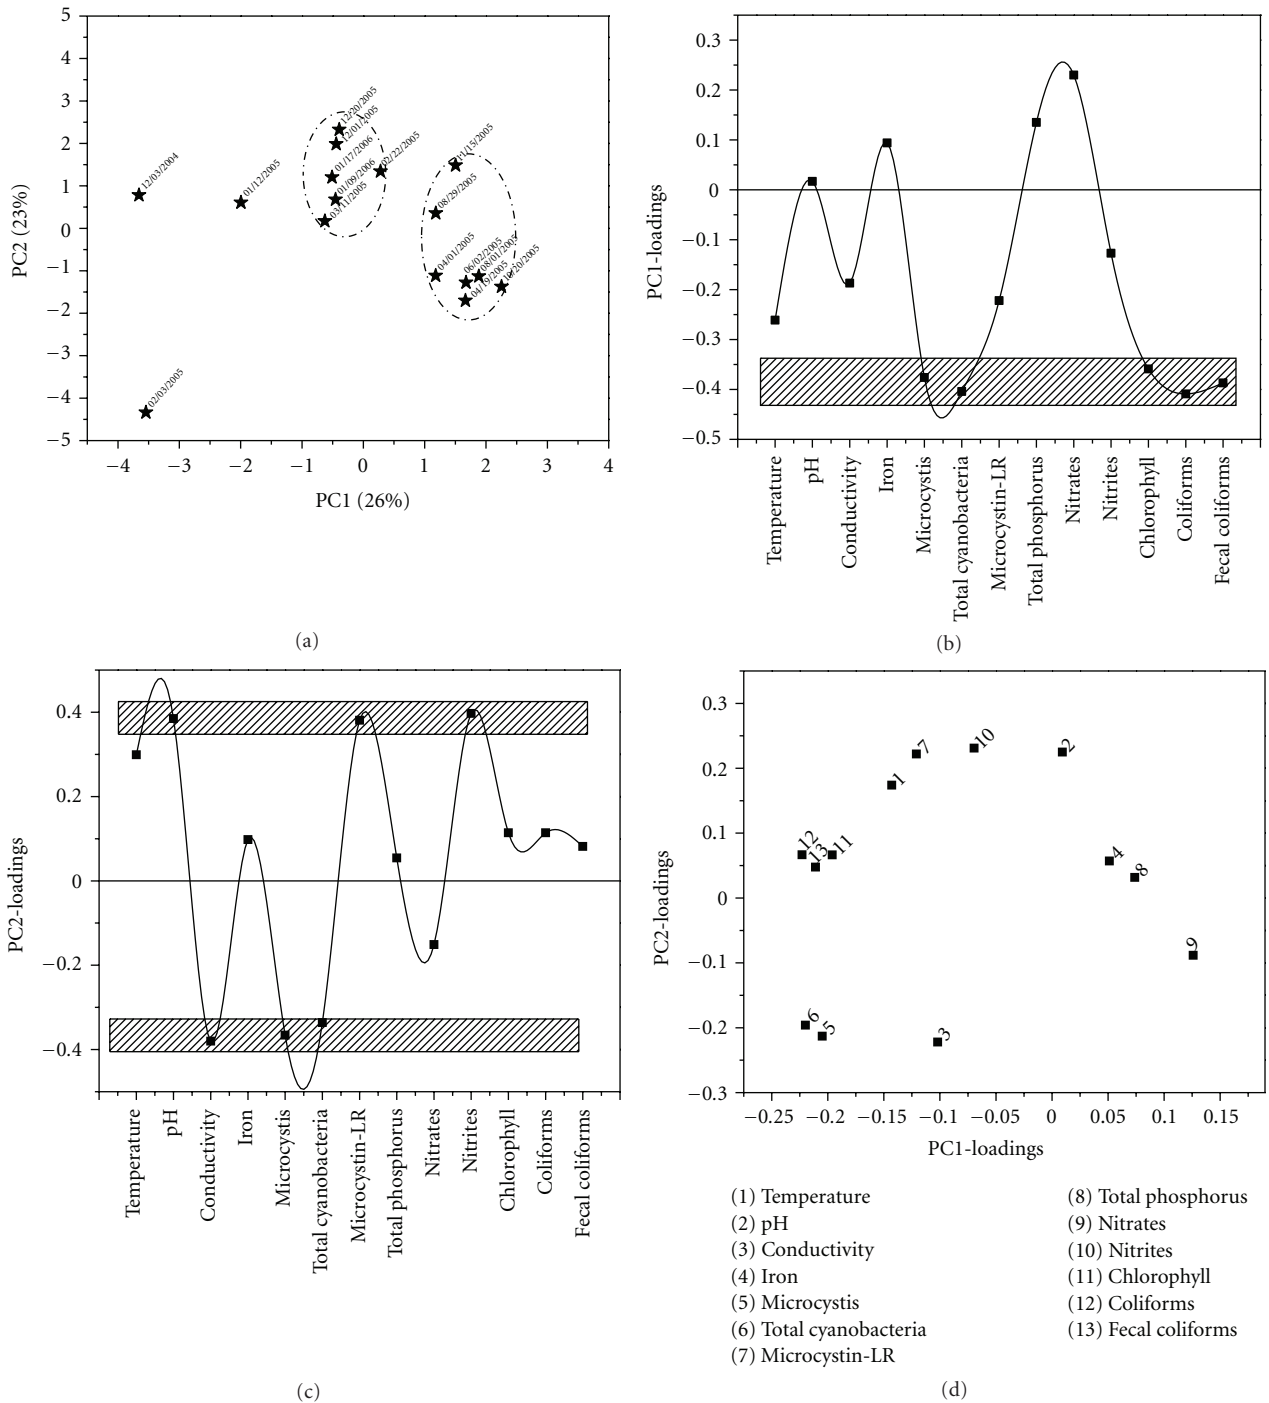 5
4
3
2
1
0
−1
−2
−3
−4
−5
PC2 (23%)
12/03/2004
01/12/2005
02/03/2005
12/20/2005
12/01/2005
01/17/2006
02/22/2005
01/09/2006
03/11/2005
11/15/2005
08/29/2005
04/01/2005
06/02/2005
08/01/2005
04/19/2005
10/20/2005
−4 −3 −2 −1 0 1 2 3 4
PC1 (26%)
(a)
0.3
0.2
0.1
0
−0.1
−0.2
−0.3
−0.4
−0.5
PC1-loadings
Temperature
pH
Conductivity
Iron
Microcystis
Total cyanobacteria
Microcystin-LR
Total phosphorus
Nitrates
Nitrites
Chlorophyll
Coliforms
Fecal coliforms
(b)
0.4
0.2
0
−0.2
−0.4
PC2-loadings
Temperature
pH
Conductivity
Iron
Microcystis
Total cyanobacteria
Microcystin-LR
Total phosphorus
Nitrates
Nitrites
Chlorophyll
Coliforms
Fecal coliforms
(c)
0.3
0.2
0.1
0
−0.1
−0.2
−0.3
PC2-loadings
1
2
3
4
5
6
7
8
9
10
11
12
13
−0.25 −0.2 −0.15 −0.1 −0.05 0 0.05 0.1 0.15
PC1-loadings
(1) Temperature
(2) pH
(3) Conductivity
(4) Iron
(5) Microcystis
(6) Total cyanobacteria
(7) Microcystin-LR
(8) Total phosphorus
(9) Nitrates
(10) Nitrites
(11) Chlorophyll
(12) Coliforms
(13) Fecal coliforms
(d)